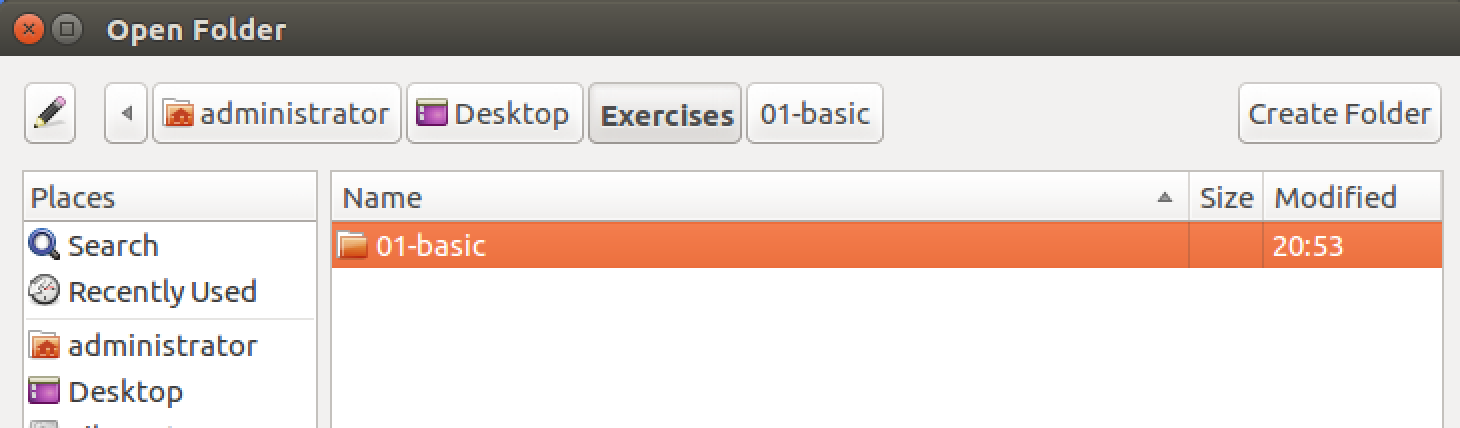 Open Folder
administrator Desktop Exercises 01-basic Create Folder
Places Name Size Modified
Search 01-basic 20:53
Recently Used
administrator
Desktop